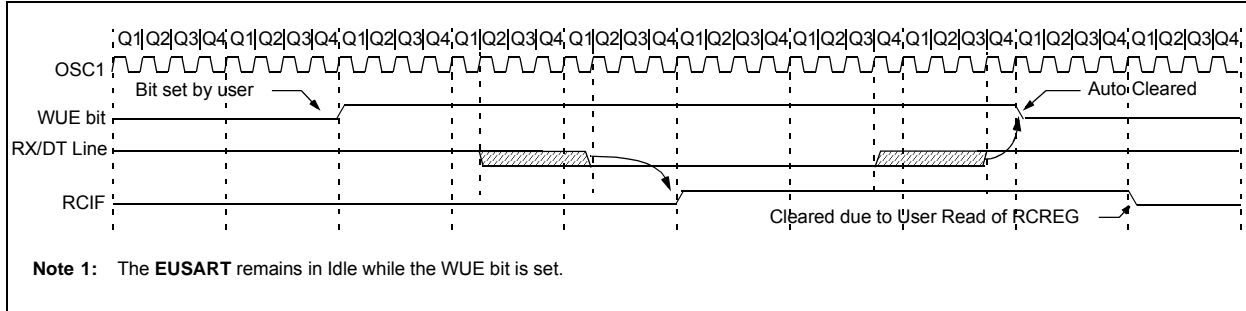 Q1 Q2 Q3 Q4 Q1 Q2 Q3 Q4 Q1 Q2 Q3 Q4 Q1 Q2 Q3 Q4 Q1 Q2 Q3 Q4 Q1 Q2 Q3 Q4 Q1 Q2 Q3 Q4 Q1 Q2 Q3 Q4 Q1 Q2 Q3 Q4 Q1 Q2 Q3 Q4
OSC1
Bit set by user
Auto Cleared
WUE bit
RX/DT Line
RCIF
Cleared due to User Read of RCREG
Note 1: The EUSART remains in Idle while the WUE bit is set.